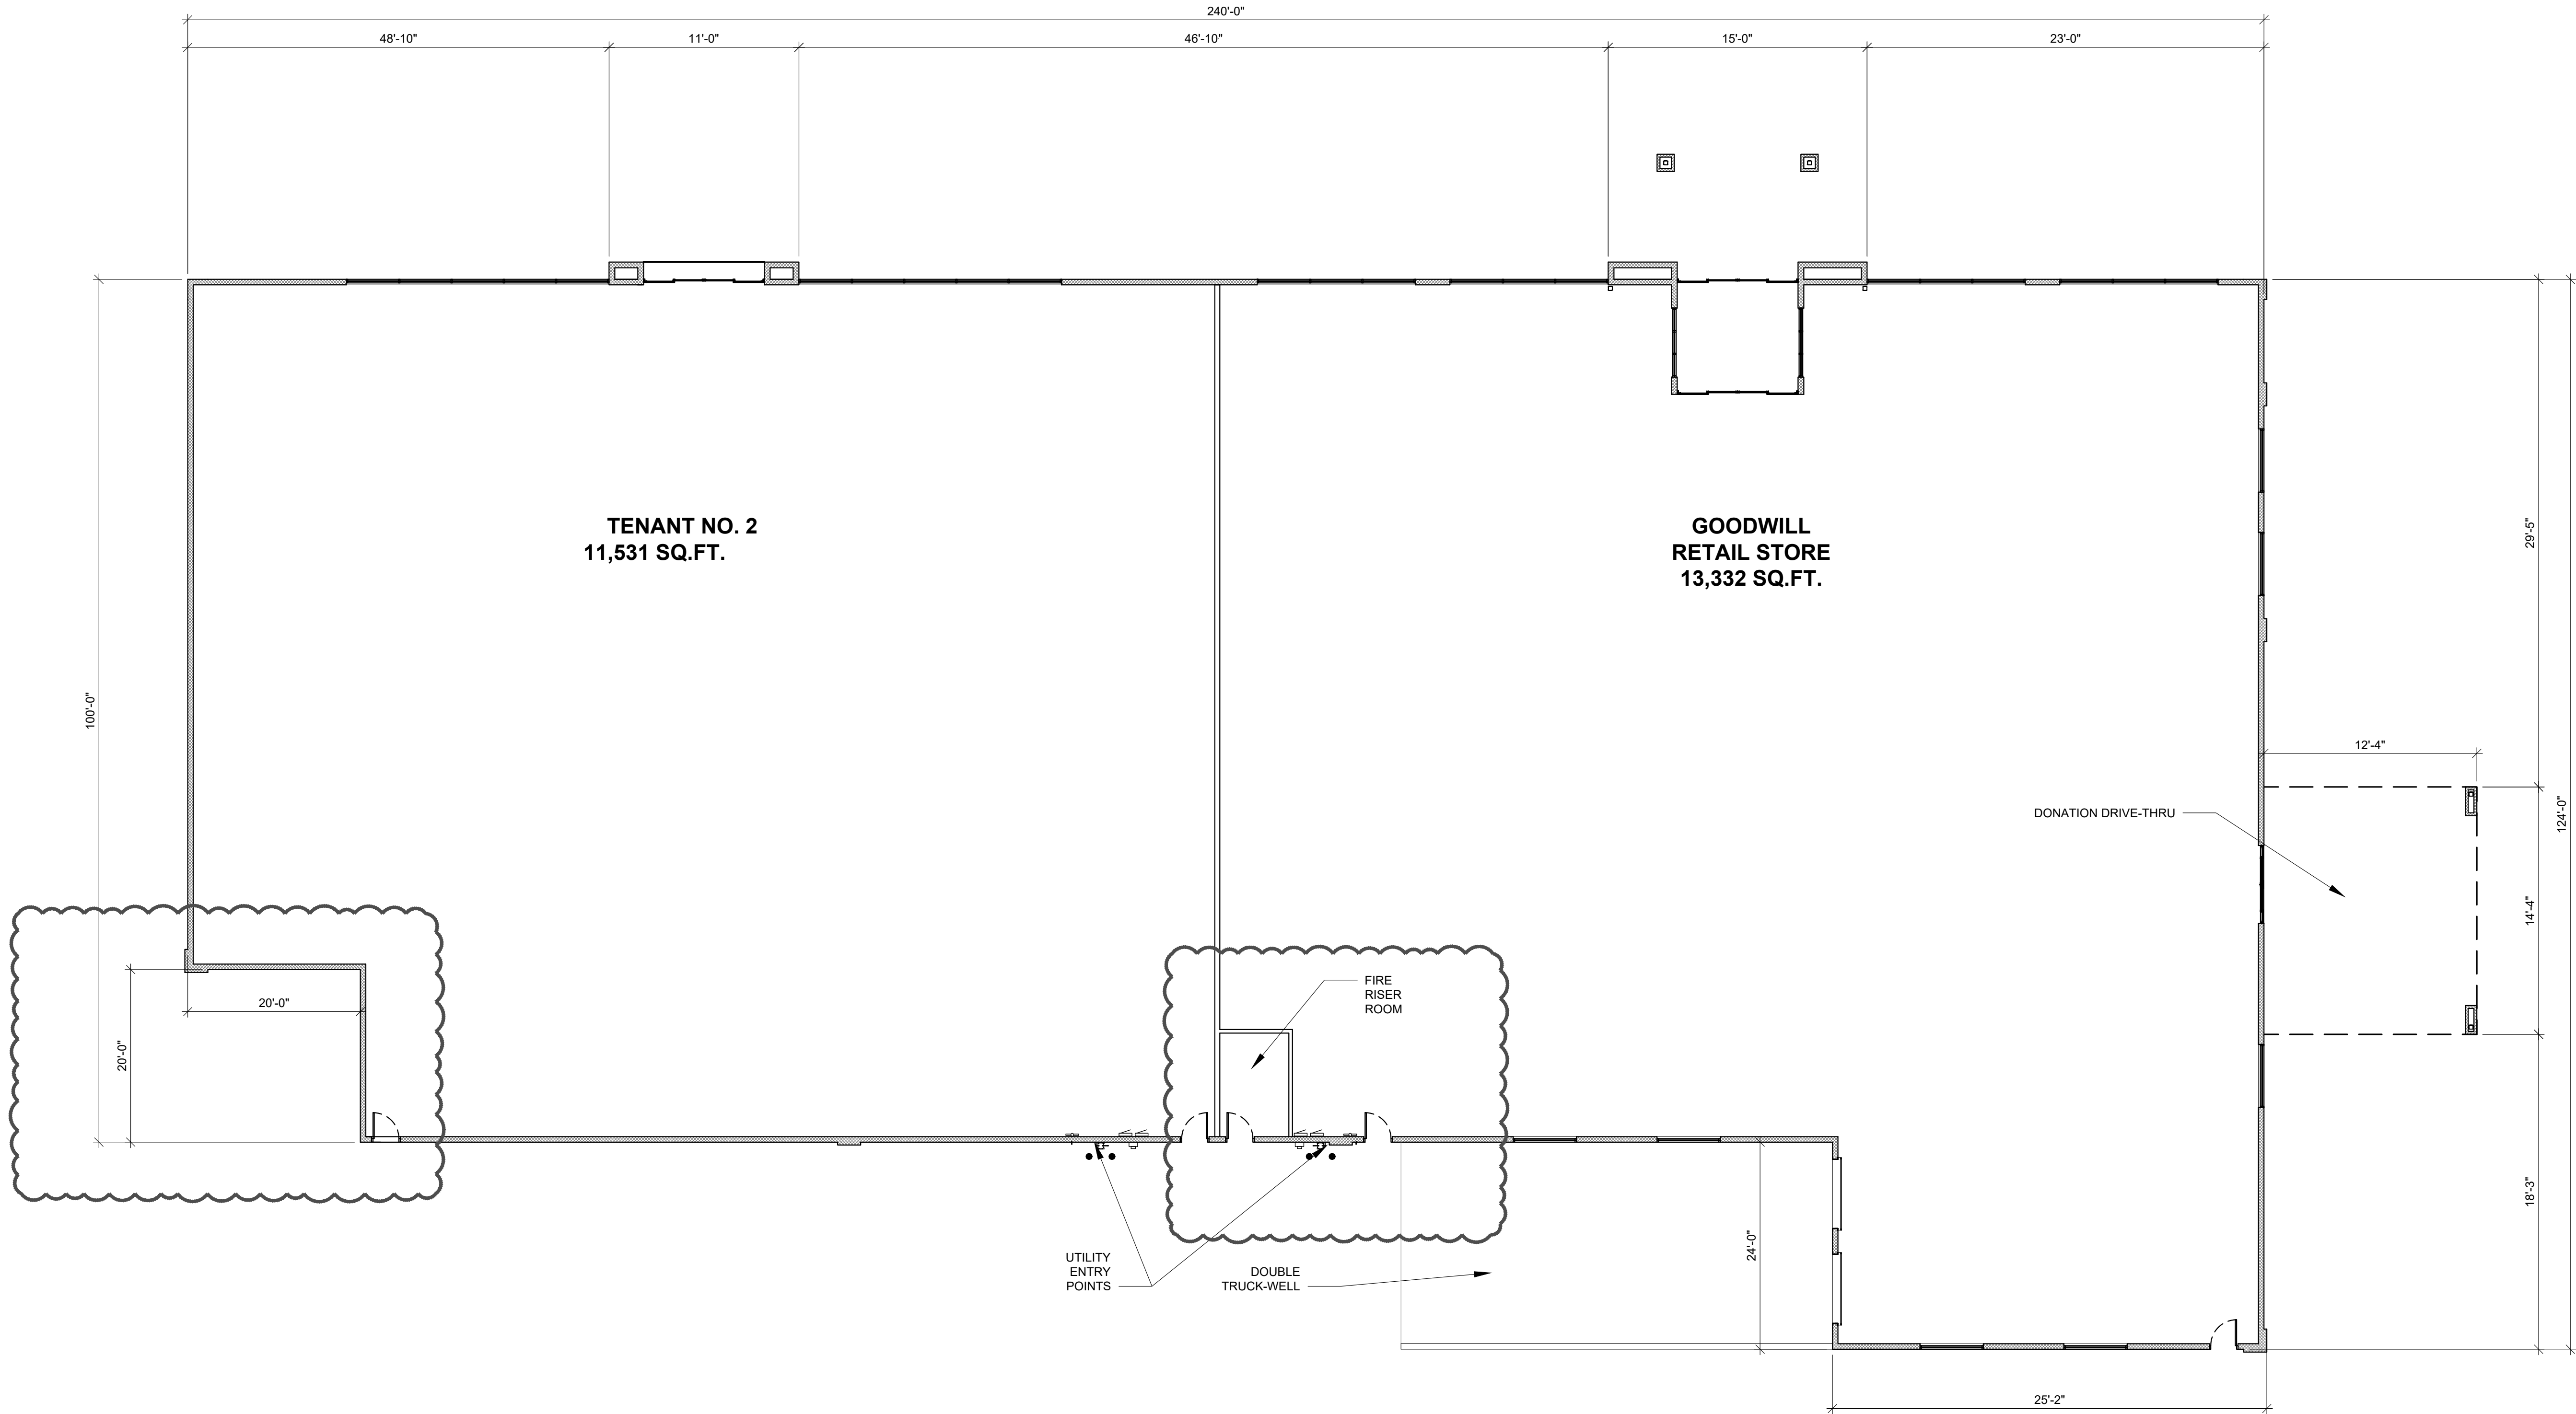 240'-0"
48'-10"
11'-0"
46'-10"
15'-0"
23'-0"
TENANT NO. 2
11,531 SQ.FT.
GOODWILL
RETAIL STORE
13,332 SQ.FT.
29'-5"
100'-0"
12'-4"
124'-0"
DONATION DRIVE-THRU
14'-4"
FIRE
RISER
ROOM
20'-0"
20'-0"
18'-3"
24'-0"
UTILITY
ENTRY
POINTS
DOUBLE
TRUCK-WELL
25'-2"